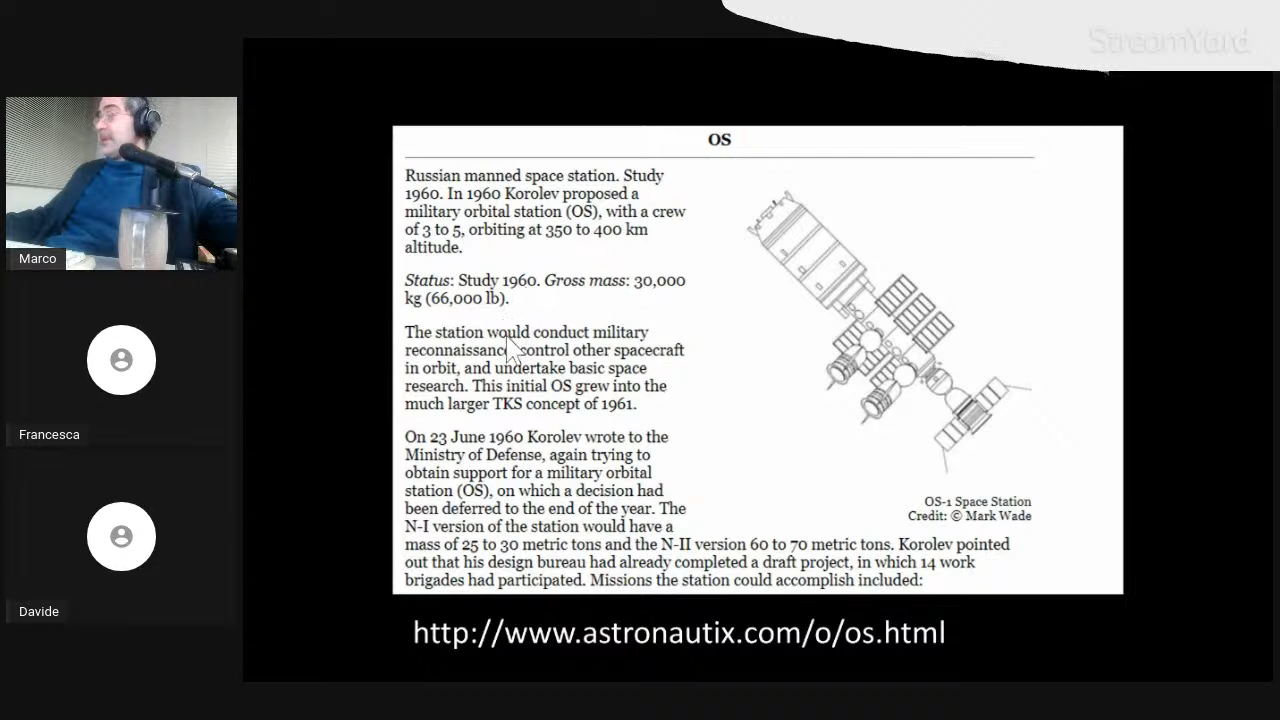 StreamYard
Marco
Francesca
Davide
OS
Russian manned space station. Study
1960. In 1960 Korolev proposed a
military orbital station (OS), with a crew
of 3 to 5, orbiting at 350 to 400 km
altitude.
Status: Study 1960. Gross mass: 30,000
kg (66,000 lb).
The station would conduct military
reconnaissance control other spacecraft
in orbit, and undertake basic space
research. This initial OS grew into the
much larger TKS concept of 1961.
On 23 June 1960 Korolev wrote to the
Ministry of Defense, again trying to
obtain support for a military orbital
station (OS), on which a decision had
been deferred to the end of the year. The
N-I version of the station would have a
mass of 25 to 30 metric tons and the N-II version 60 to 70 metric tons. Korolev pointed
out that his design bureau had already completed a draft project, in which 14 work
brigades had participated. Missions the station could accomplish included:
OS-1 Space Station
Credit: © Mark Wade
http://www.astronautix.com/o/os.html